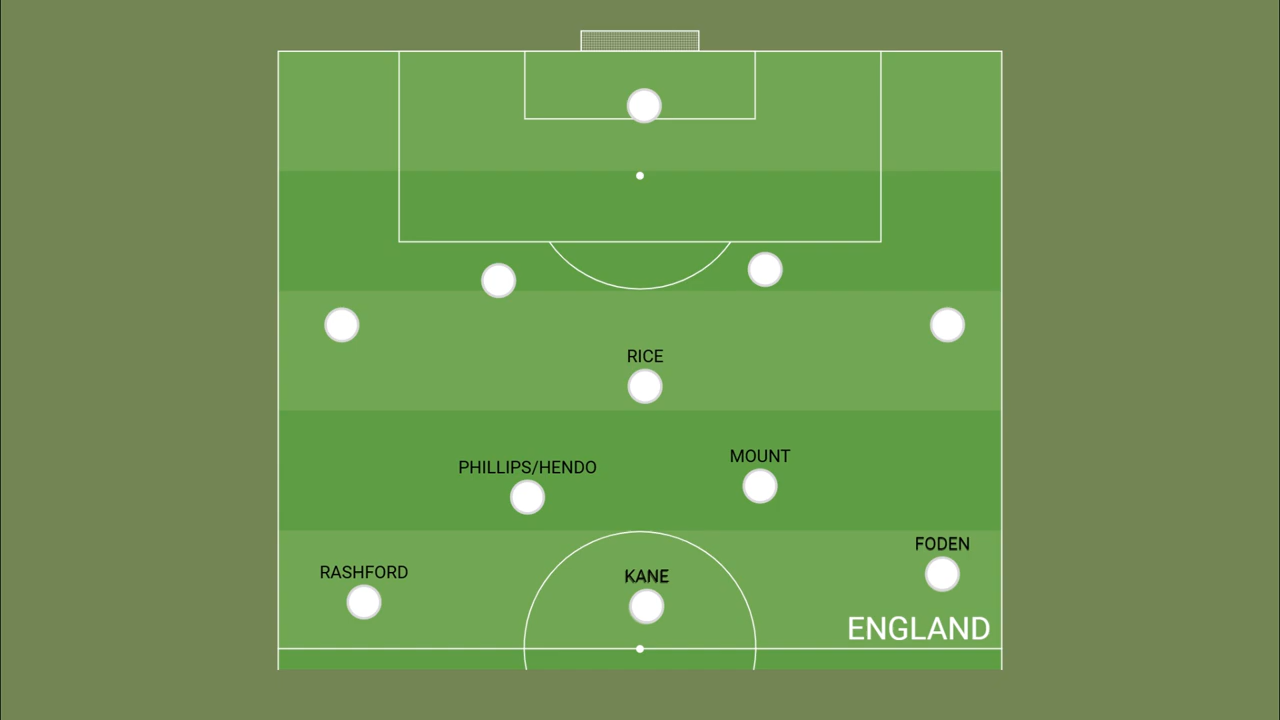 RICE
MOUNT
PHILLIPS/HENDO
FODEN
RASHFORD
KANE
ENGLAND